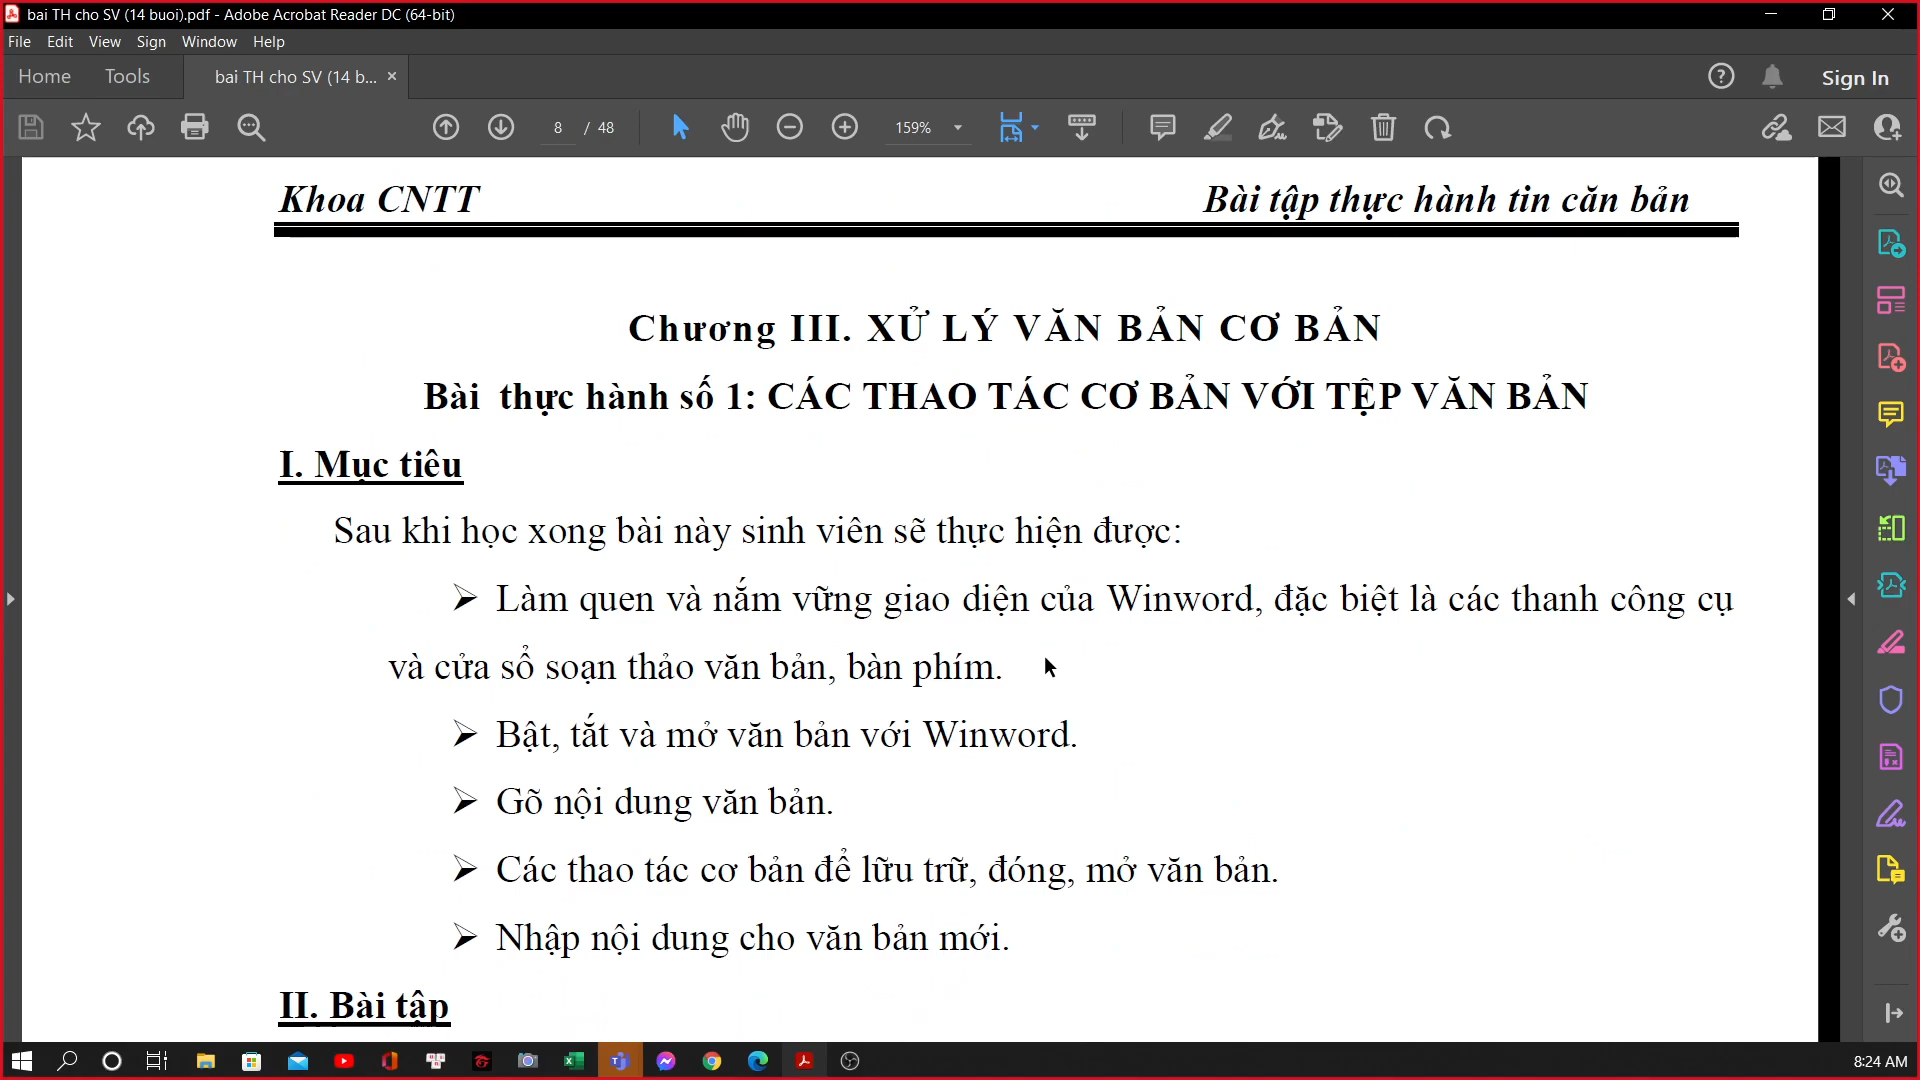 bai TH cho SV (14 buoi).pdf - Adobe Acrobat Reader DC (64-bit)
File Edit View Sign Window Help
Home Tools bai TH cho SV (14 b... × Sign In
8 / 48 159%
Khoa CNTT Bài tập thực hành tin căn bản
Chương III. XỬ LÝ VĂN BẢN CƠ BẢN
Bài thực hành số 1: CÁC THAO TÁC CƠ BẢN VỚI TỆP VĂN BẢN
I. Mục tiêu
Sau khi học xong bài này sinh viên sẽ thực hiện được:
➢ Làm quen và nắm vững giao diện của Winword, đặc biệt là các thanh công cụ
và cửa sổ soạn thảo văn bản, bàn phím.
➢ Bật, tắt và mở văn bản với Winword.
➢ Gõ nội dung văn bản.
➢ Các thao tác cơ bản để lữu trữ, đóng, mở văn bản.
➢ Nhập nội dung cho văn bản mới.
II. Bài tập
8:24 AM